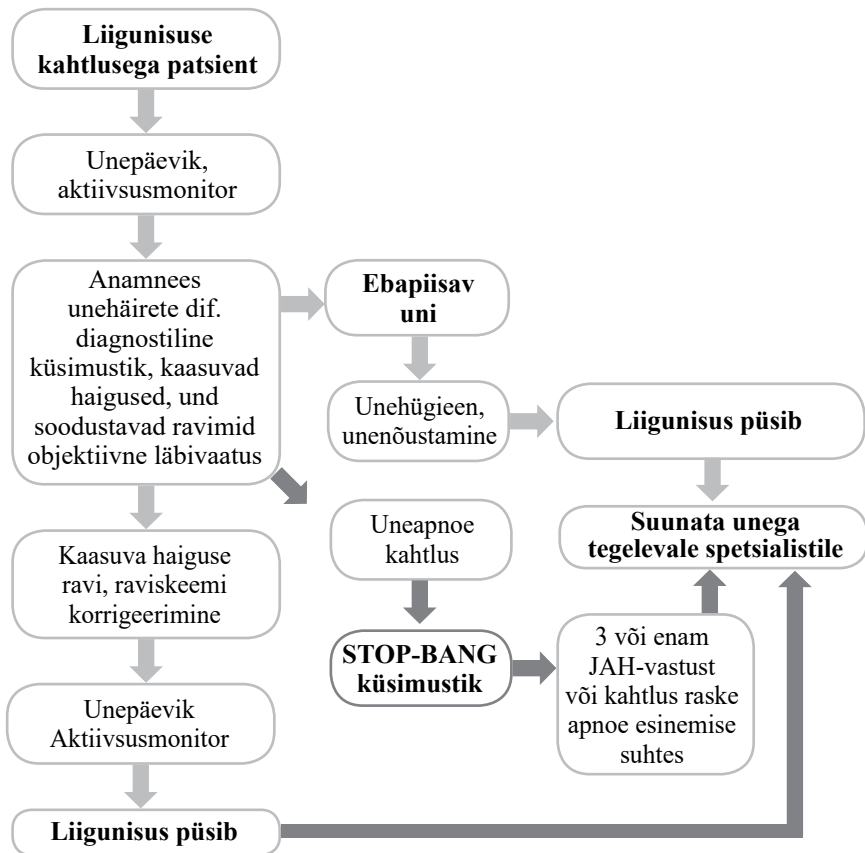 Liigunisuse
kahtlusega patsient
Unepäevik,
aktiivsusmonitor
Anamnees
unehäirete dif.
diagnostiline
küsimustik, kaasuvad
haigused, und
soodustavad ravimid
objektiivne läbivaatus
Ebapiisav
uni
Unehügieen,
unenõustamine
Liigunisus püsib
Suunata unega
tegelevale spetsialistile
Uneapnoe
kahtlus
STOP-BANG
küsimustik
3 või enam
JAH-vastust
või kahtlus raske
apnoe esinemise
suhtes
Kaasuva haiguse
ravi, raviskeemi
korrigeerimine
Unepäevik
Aktiivsusmonitor
Liigunisus püsib